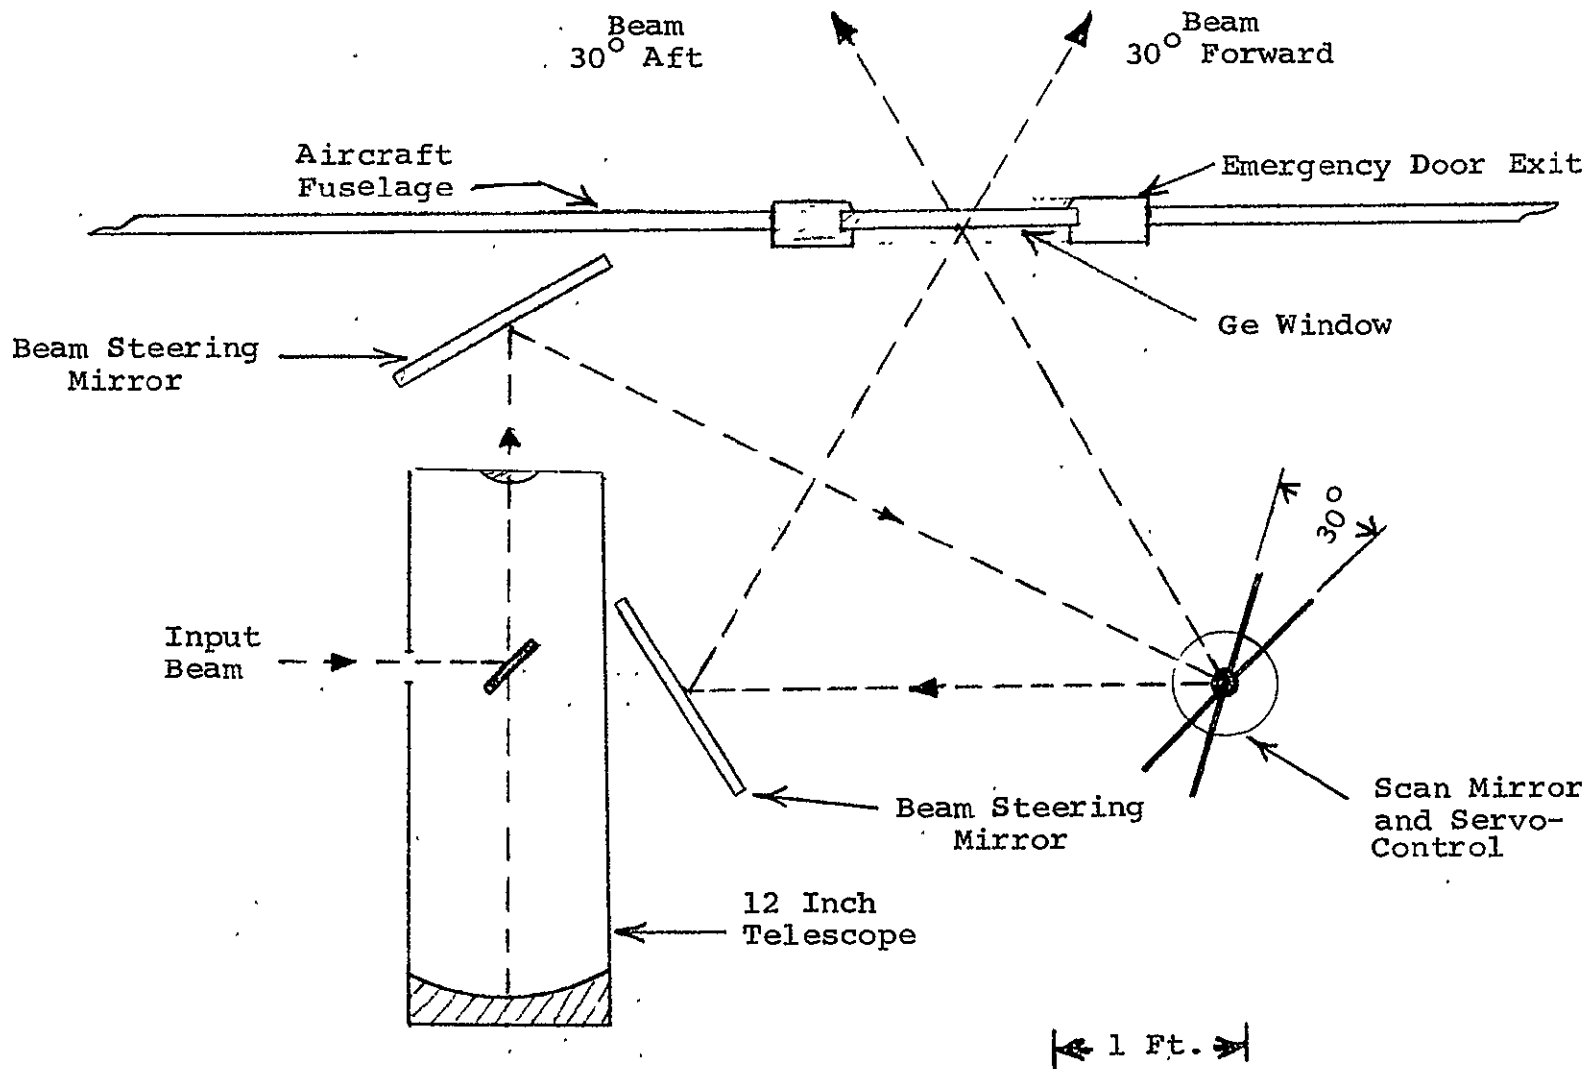 Beam
30° Aft
Beam
30° Forward
Aircraft
Fuselage
Emergency Door Exit
Ge Window
Beam Steering
Mirror
30°
Input
Beam
Beam Steering
Mirror
Scan Mirror
and Servo-
Control
12 Inch
Telescope
1 Ft.